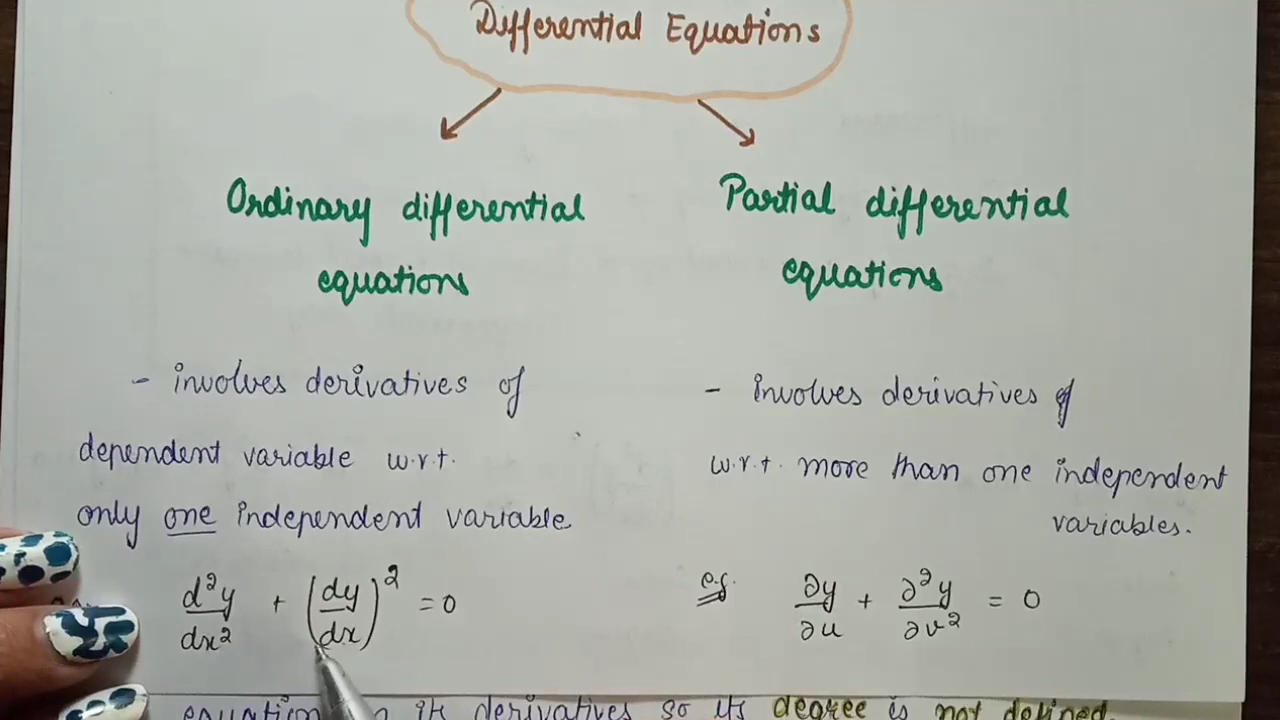 Differential Equations
Ordinary differential
equations
Partial differential
equations
- involves derivatives of
dependent variable w.r.t.
only one independent variable
d²y/dx² + (dy/dx)² = 0
- involves derivatives of
w.r.t. more than one independent
variables.
e.g. ∂y/∂u + ∂²y/∂v² = 0
equation in its derivatives so its degree is not defined.